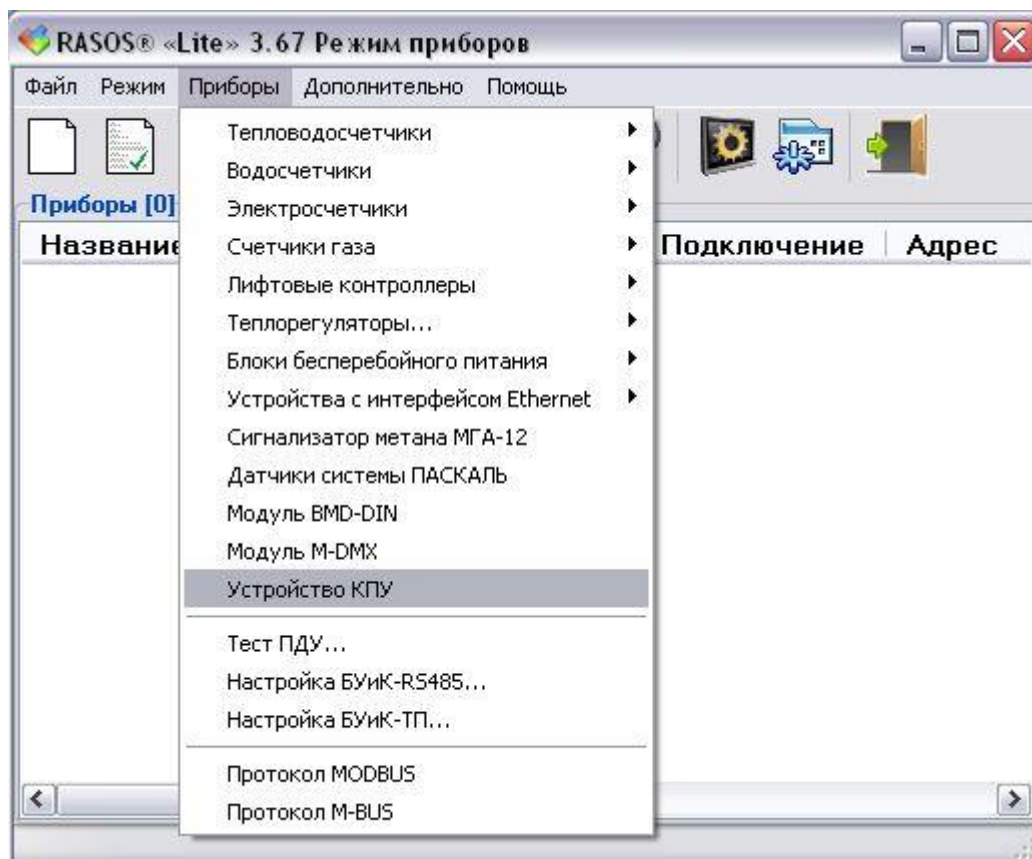 RASOS® «Lite» 3.67 Режим приборов
Файл Режим Приборы Дополнительно Помощь
Тепловодосчетчики
Водосчетчики
Приборы [0]
Электросчетчики
Название
Счетчики газа
Подключение Адрес
Лифтовые контроллеры
Теплорегуляторы...
Блоки бесперебойного питания
Устройства с интерфейсом Ethernet
Сигнализатор метана МГА-12
Датчики системы ПАСКАЛЬ
Модуль BMD-DIN
Модуль M-DMX
Устройство КПУ
Тест ПДУ...
Настройка БУиК-RS485...
Настройка БУиК-ТП...
Протокол MODBUS
Протокол M-BUS